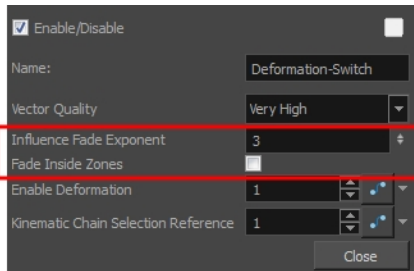 Enable/Disable
Name: Deformation-Switch
Vector Quality Very High
Influence Fade Exponent 3
Fade Inside Zones
Enable Deformation 1
Kinematic Chain Selection Reference 1
Close